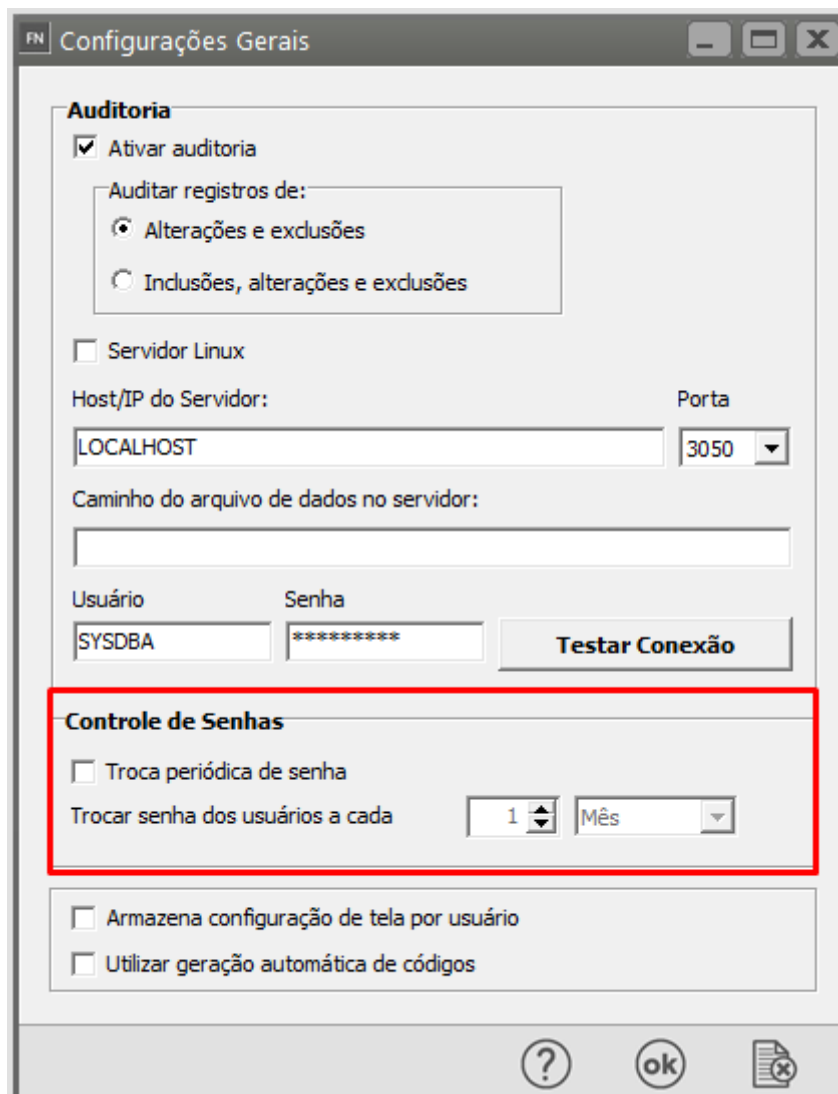 FN Configurações Gerais
Auditoria
Ativar auditoria
Auditar registros de:
Alterações e exclusões
Inclusões, alterações e exclusões
Servidor Linux
Host/IP do Servidor: Porta
LOCALHOST 3050
Caminho do arquivo de dados no servidor:
Usuário Senha
SYSDBA ********* Testar Conexão
Controle de Senhas
Troca periódica de senha
Trocar senha dos usuários a cada 1 Mês
Armazena configuração de tela por usuário
Utilizar geração automática de códigos
? ok